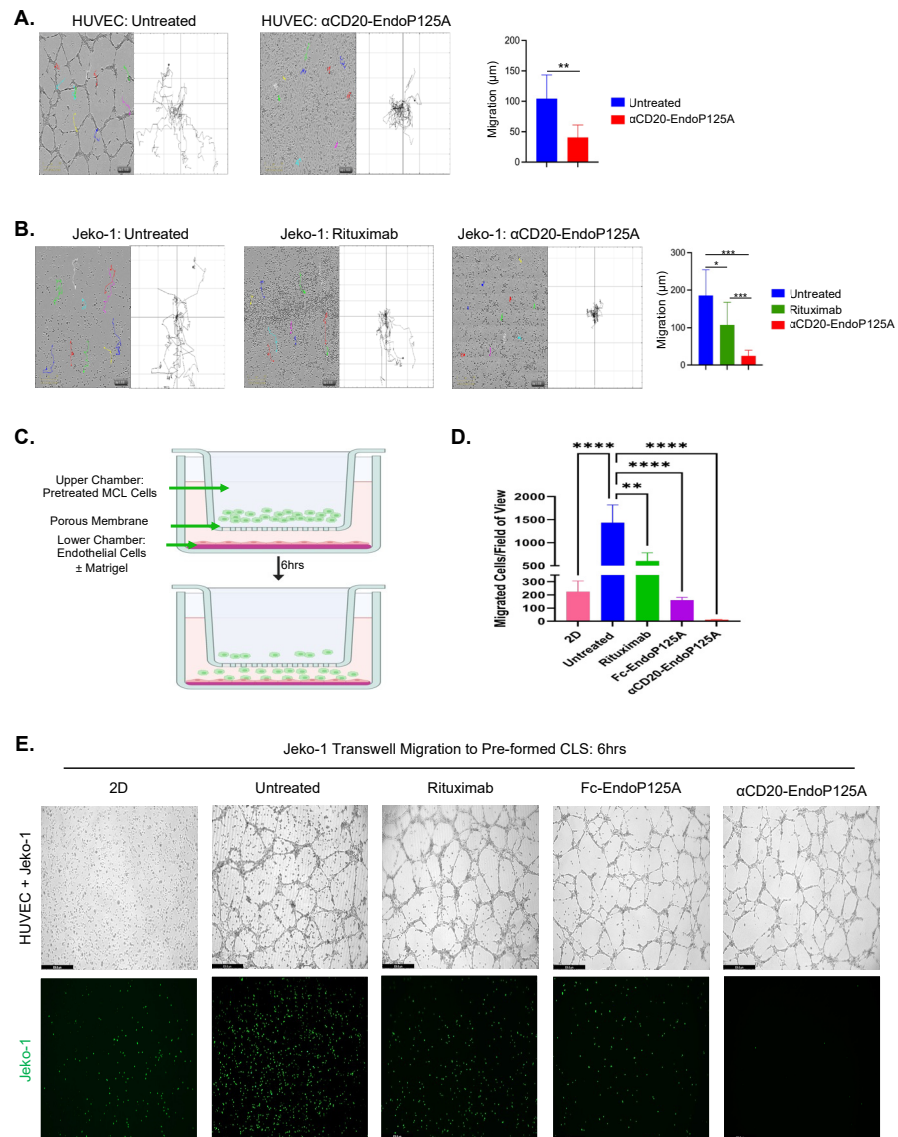 A.
HUVEC: Untreated
HUVEC: αCD20-EndoP125A
Migration (µm)
200
150
100
50
0
**
Untreated
αCD20-EndoP125A
B.
Jeko-1: Untreated
Jeko-1: Rituximab
Jeko-1: αCD20-EndoP125A
Migration (µm)
300
200
100
0
***
*
***
Untreated
Rituximab
αCD20-EndoP125A
C.
Upper Chamber:
Pretreated MCL Cells
Porous Membrane
Lower Chamber:
Endothelial Cells
± Matrigel
6hrs
D.
Migrated Cells/Field of View
2000
1500
1000
500
300
200
100
0
****
****
****
**
2D
Untreated
Rituximab
Fc-EndoP125A
αCD20-EndoP125A
E.
Jeko-1 Transwell Migration to Pre-formed CLS: 6hrs
2D
Untreated
Rituximab
Fc-EndoP125A
αCD20-EndoP125A
HUVEC + Jeko-1
Jeko-1